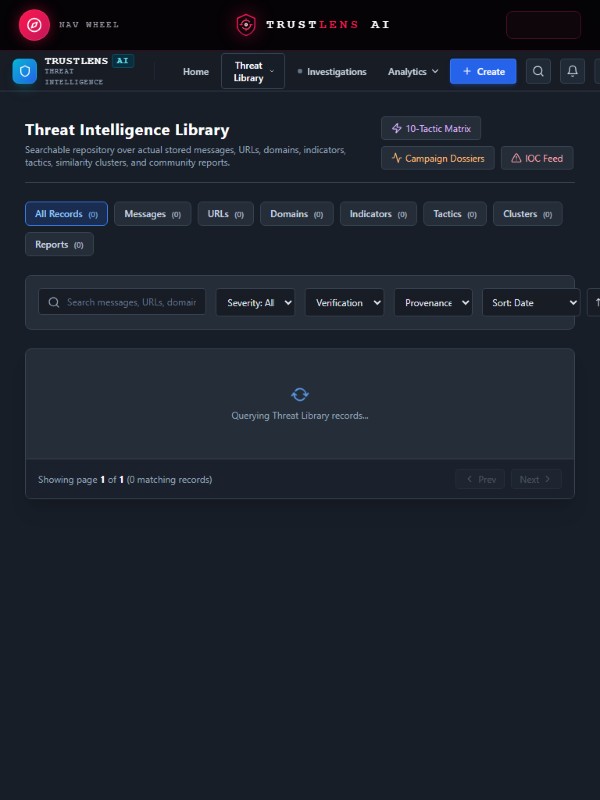 NAV WHEEL
TRUSTLENS AI
TRUSTLENS AI
THREAT
INTELLIGENCE
Home
Threat
Library
Investigations
Analytics
+ Create
Threat Intelligence Library
Searchable repository over actual stored messages, URLs, domains, indicators,
tactics, similarity clusters, and community reports.
10-Tactic Matrix
Campaign Dossiers
IOC Feed
All Records (0)
Messages (0)
URLs (0)
Domains (0)
Indicators (0)
Tactics (0)
Clusters (0)
Reports (0)
Search messages, URLs, domair
Severity: All
Verification
Provenance
Sort: Date
Querying Threat Library records...
Showing page 1 of 1 (0 matching records)
Prev
Next